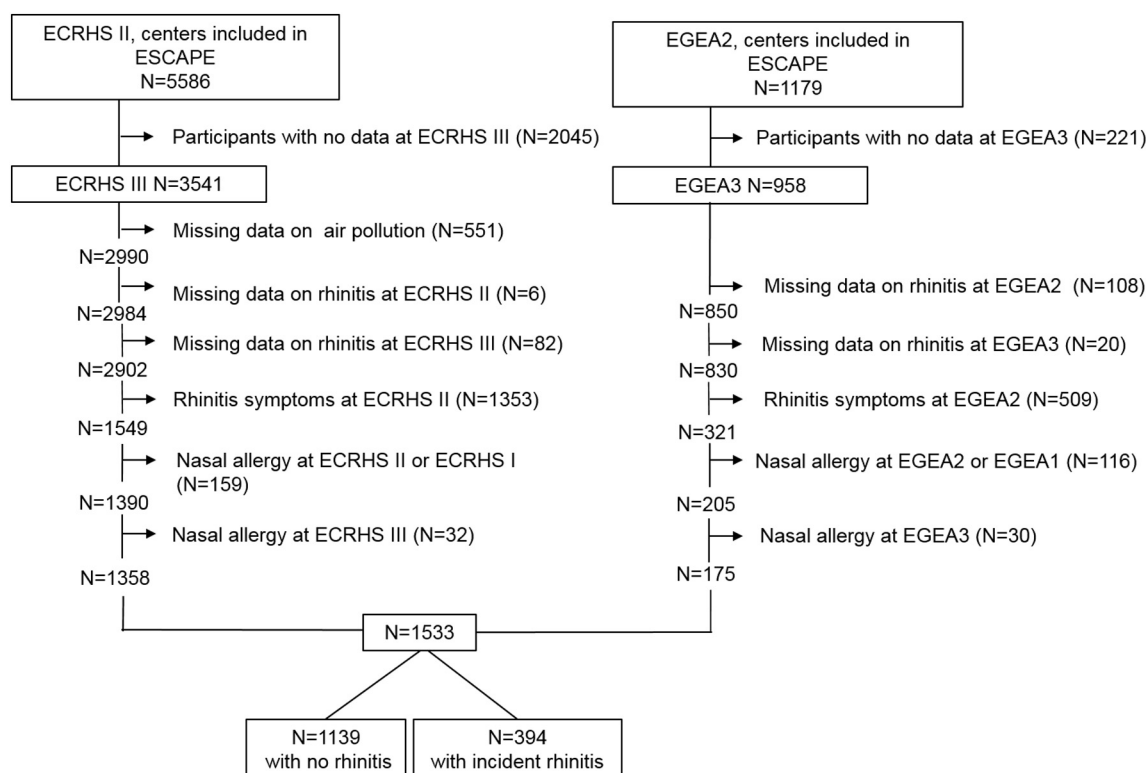 ECRHS II, centers included in
ESCAPE
N=5586
Participants with no data at ECRHS III (N=2045)
ECRHS III N=3541
Missing data on air pollution (N=551)
N=2990
Missing data on rhinitis at ECRHS II (N=6)
N=2984
Missing data on rhinitis at ECRHS III (N=82)
N=2902
Rhinitis symptoms at ECRHS II (N=1353)
N=1549
Nasal allergy at ECRHS II or ECRHS I
(N=159)
N=1390
Nasal allergy at ECRHS III (N=32)
N=1358
EGEA2, centers included in
ESCAPE
N=1179
Participants with no data at EGEA3 (N=221)
EGEA3 N=958
Missing data on rhinitis at EGEA2 (N=108)
N=850
Missing data on rhinitis at EGEA3 (N=20)
N=830
Rhinitis symptoms at EGEA2 (N=509)
N=321
Nasal allergy at EGEA2 or EGEA1 (N=116)
N=205
Nasal allergy at EGEA3 (N=30)
N=175
N=1533
N=1139
with no rhinitis
N=394
with incident rhinitis